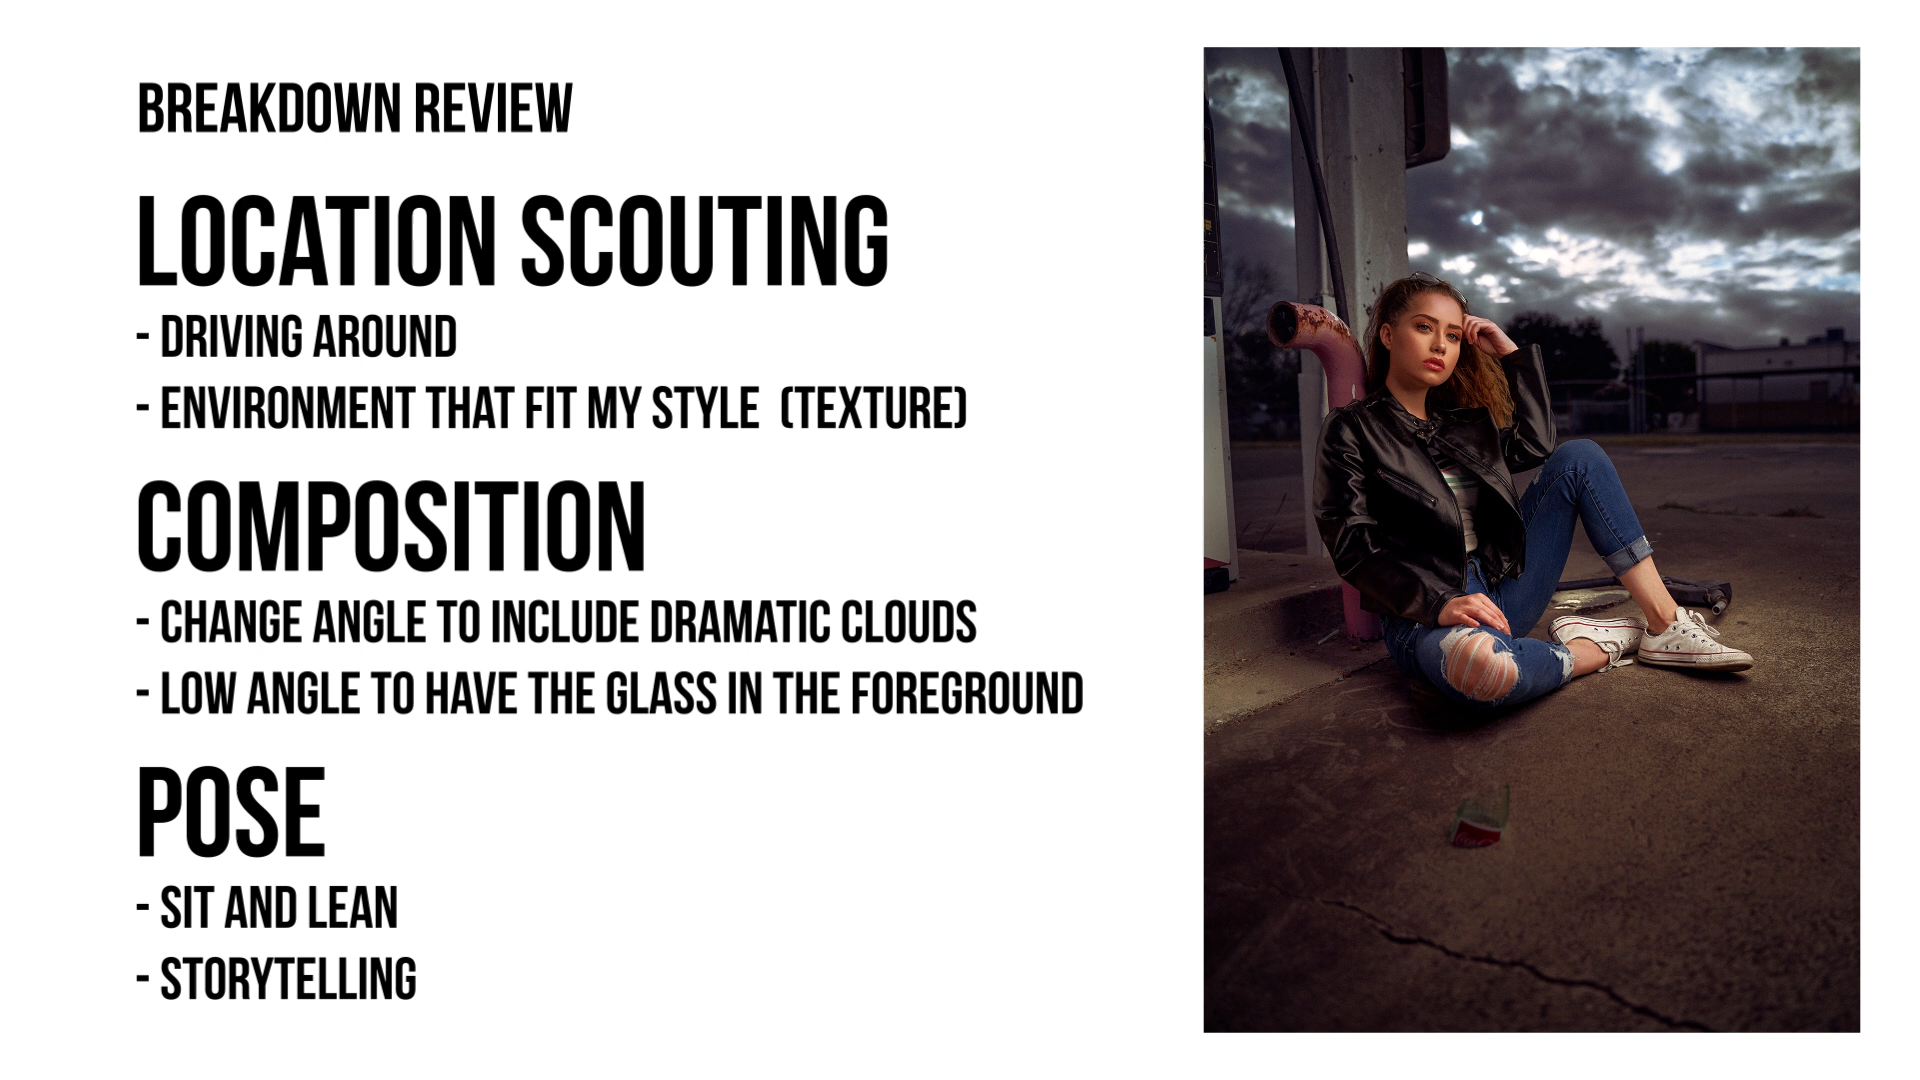 BREAKDOWN REVIEW
LOCATION SCOUTING
- DRIVING AROUND
- ENVIRONMENT THAT FIT MY STYLE (TEXTURE)
COMPOSITION
- CHANGE ANGLE TO INCLUDE DRAMATIC CLOUDS
- LOW ANGLE TO HAVE THE GLASS IN THE FOREGROUND
POSE
- SIT AND LEAN
- STORYTELLING